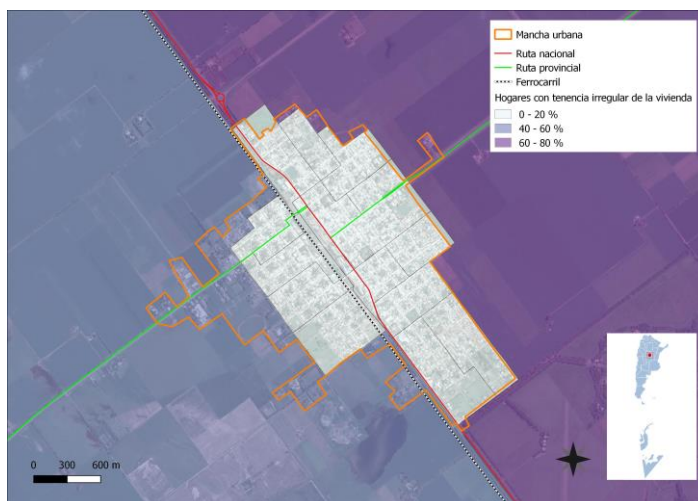 Mancha urbana
Ruta nacional
Ruta provincial
Ferrocarril
Hogares con tenencia irregular de la vivienda
0 - 20 %
40 - 60 %
60 - 80 %
0 300 600 m